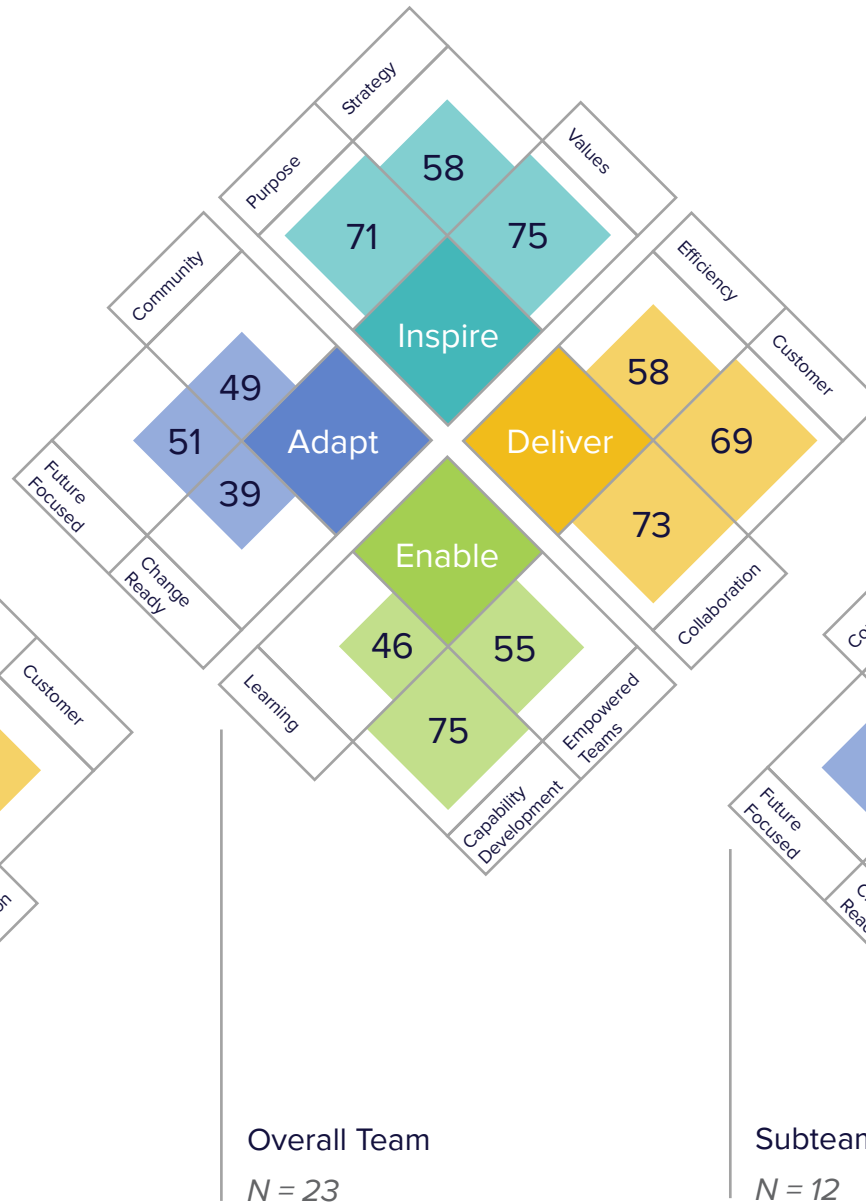 Strategy
Purpose
Values
58
71
75
Inspire
Community
Efficiency
Customer
49
51
39
Adapt
Deliver
58
69
73
Future
Focused
Change
Ready
Enable
46
55
75
Collaboration
Learning
Empowered
Teams
Capability
Development
Customer
Future
Focused
Overall Team
N = 23
N = 12